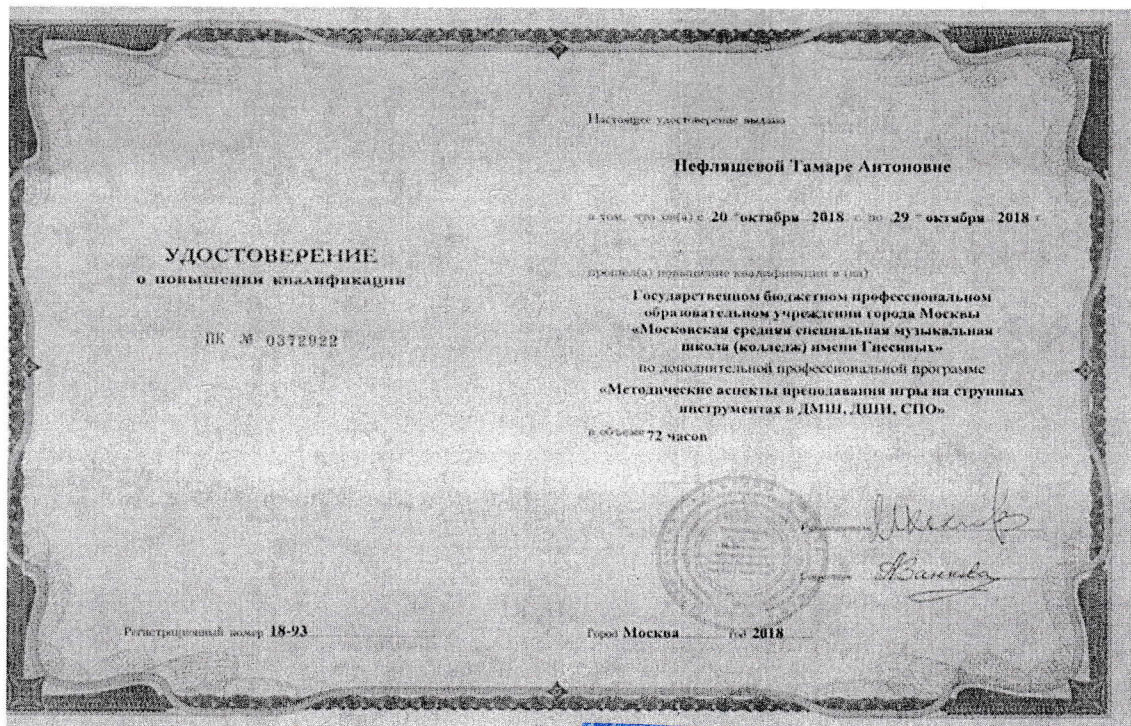 УДОСТОВЕРЕНИЕ
о повышении квалификации
ПК № 0372922
Регистрационный номер 18-93
Настоящее удостоверение выдано
Нефляшевой Тамаре Антоновне
в том, что он(а) с 20 " октября 2018 г. по 29 " октября 2018 г.
прошел(а) повышение квалификации в (на)
Государственном бюджетном профессиональном
образовательном учреждении города Москвы
«Московская средняя специальная музыкальная
школа (колледж) имени Гнесиных»
по дополнительной профессиональной программе
«Методические аспекты преподавания игры на струнных
инструментах в ДМШ, ДШИ, СПО»
в объеме 72 часов
Город Москва год 2018